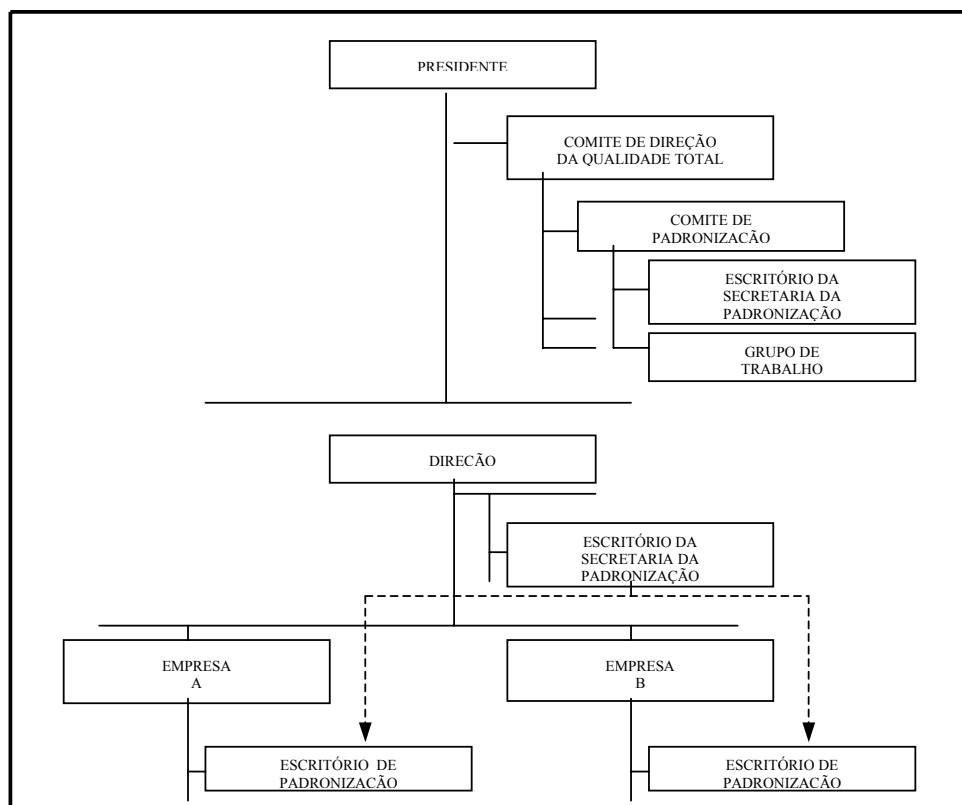 PRESIDENTE
COMITE DE DIREÇÃO
DA QUALIDADE TOTAL
COMITE DE
PADRONIZACÃO
ESCRITÓRIO DA
SECRETARIA DA
PADRONIZAÇÃO
GRUPO DE
TRABALHO
DIRECÃO
ESCRITÓRIO DA
SECRETARIA DA
PADRONIZAÇÃO
EMPRESA
A
EMPRESA
B
ESCRITÓRIO DE
PADRONIZACÃO
ESCRITÓRIO DE
PADRONIZACÃO